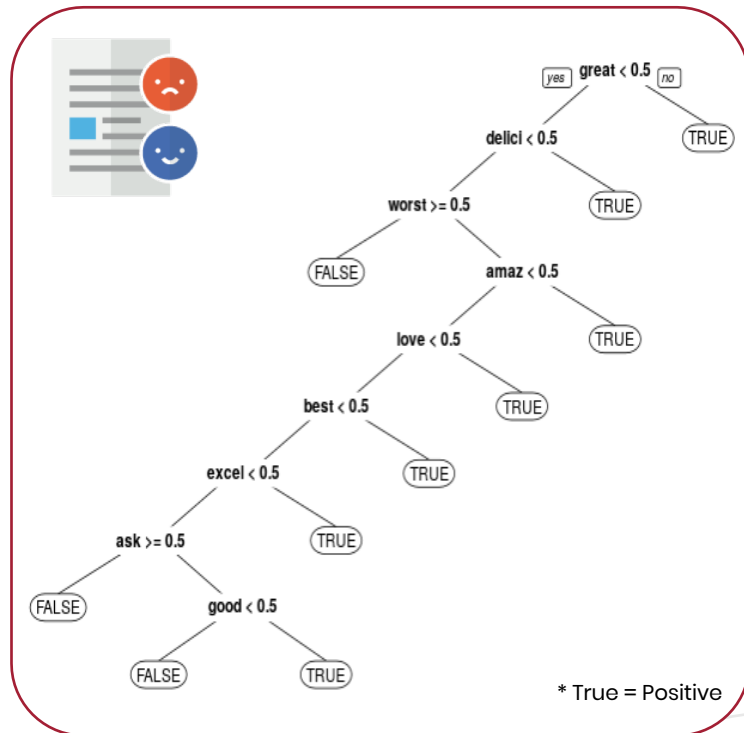 yes great < 0.5 no
delici < 0.5 TRUE
worst >= 0.5 TRUE
FALSE amaz < 0.5
love < 0.5 TRUE
best < 0.5 TRUE
excel < 0.5 TRUE
ask >= 0.5 TRUE
FALSE good < 0.5
FALSE TRUE
* True = Positive